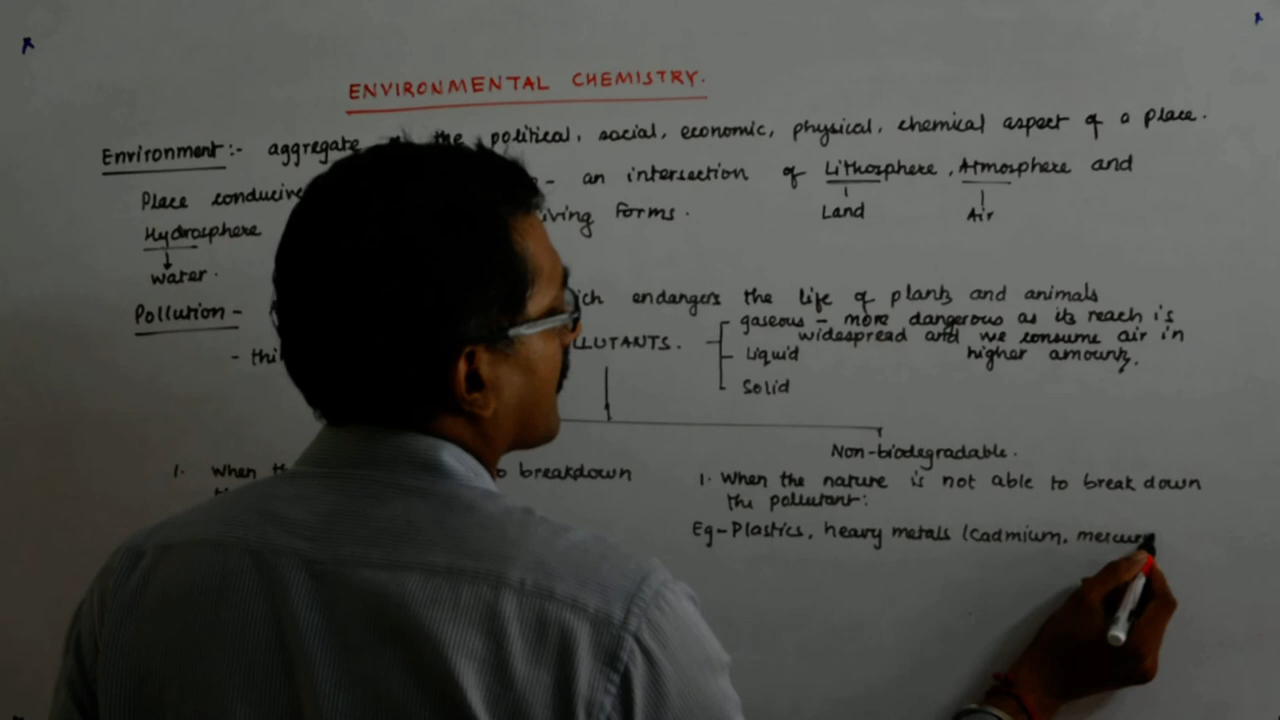 ENVIRONMENTAL CHEMISTRY.
Environment:- aggregate the political, social, economic, physical, chemical aspect of a place.
Place conducive - an intersection of Lithosphere, Atmosphere and
Land Air
Hydrosphere living forms.
water.
Pollution - endangers the life of plants and animals
gaseous - more dangerous as its reach is
widespread and we consume air in
higher amounts.
- LLUTANTS.
Liquid
Solid
Non-biodegradable.
1. When breakdown
1. When the nature is not able to break down
the pollutant:
Eg-Plastics, heavy metals (Cadmium, mercury